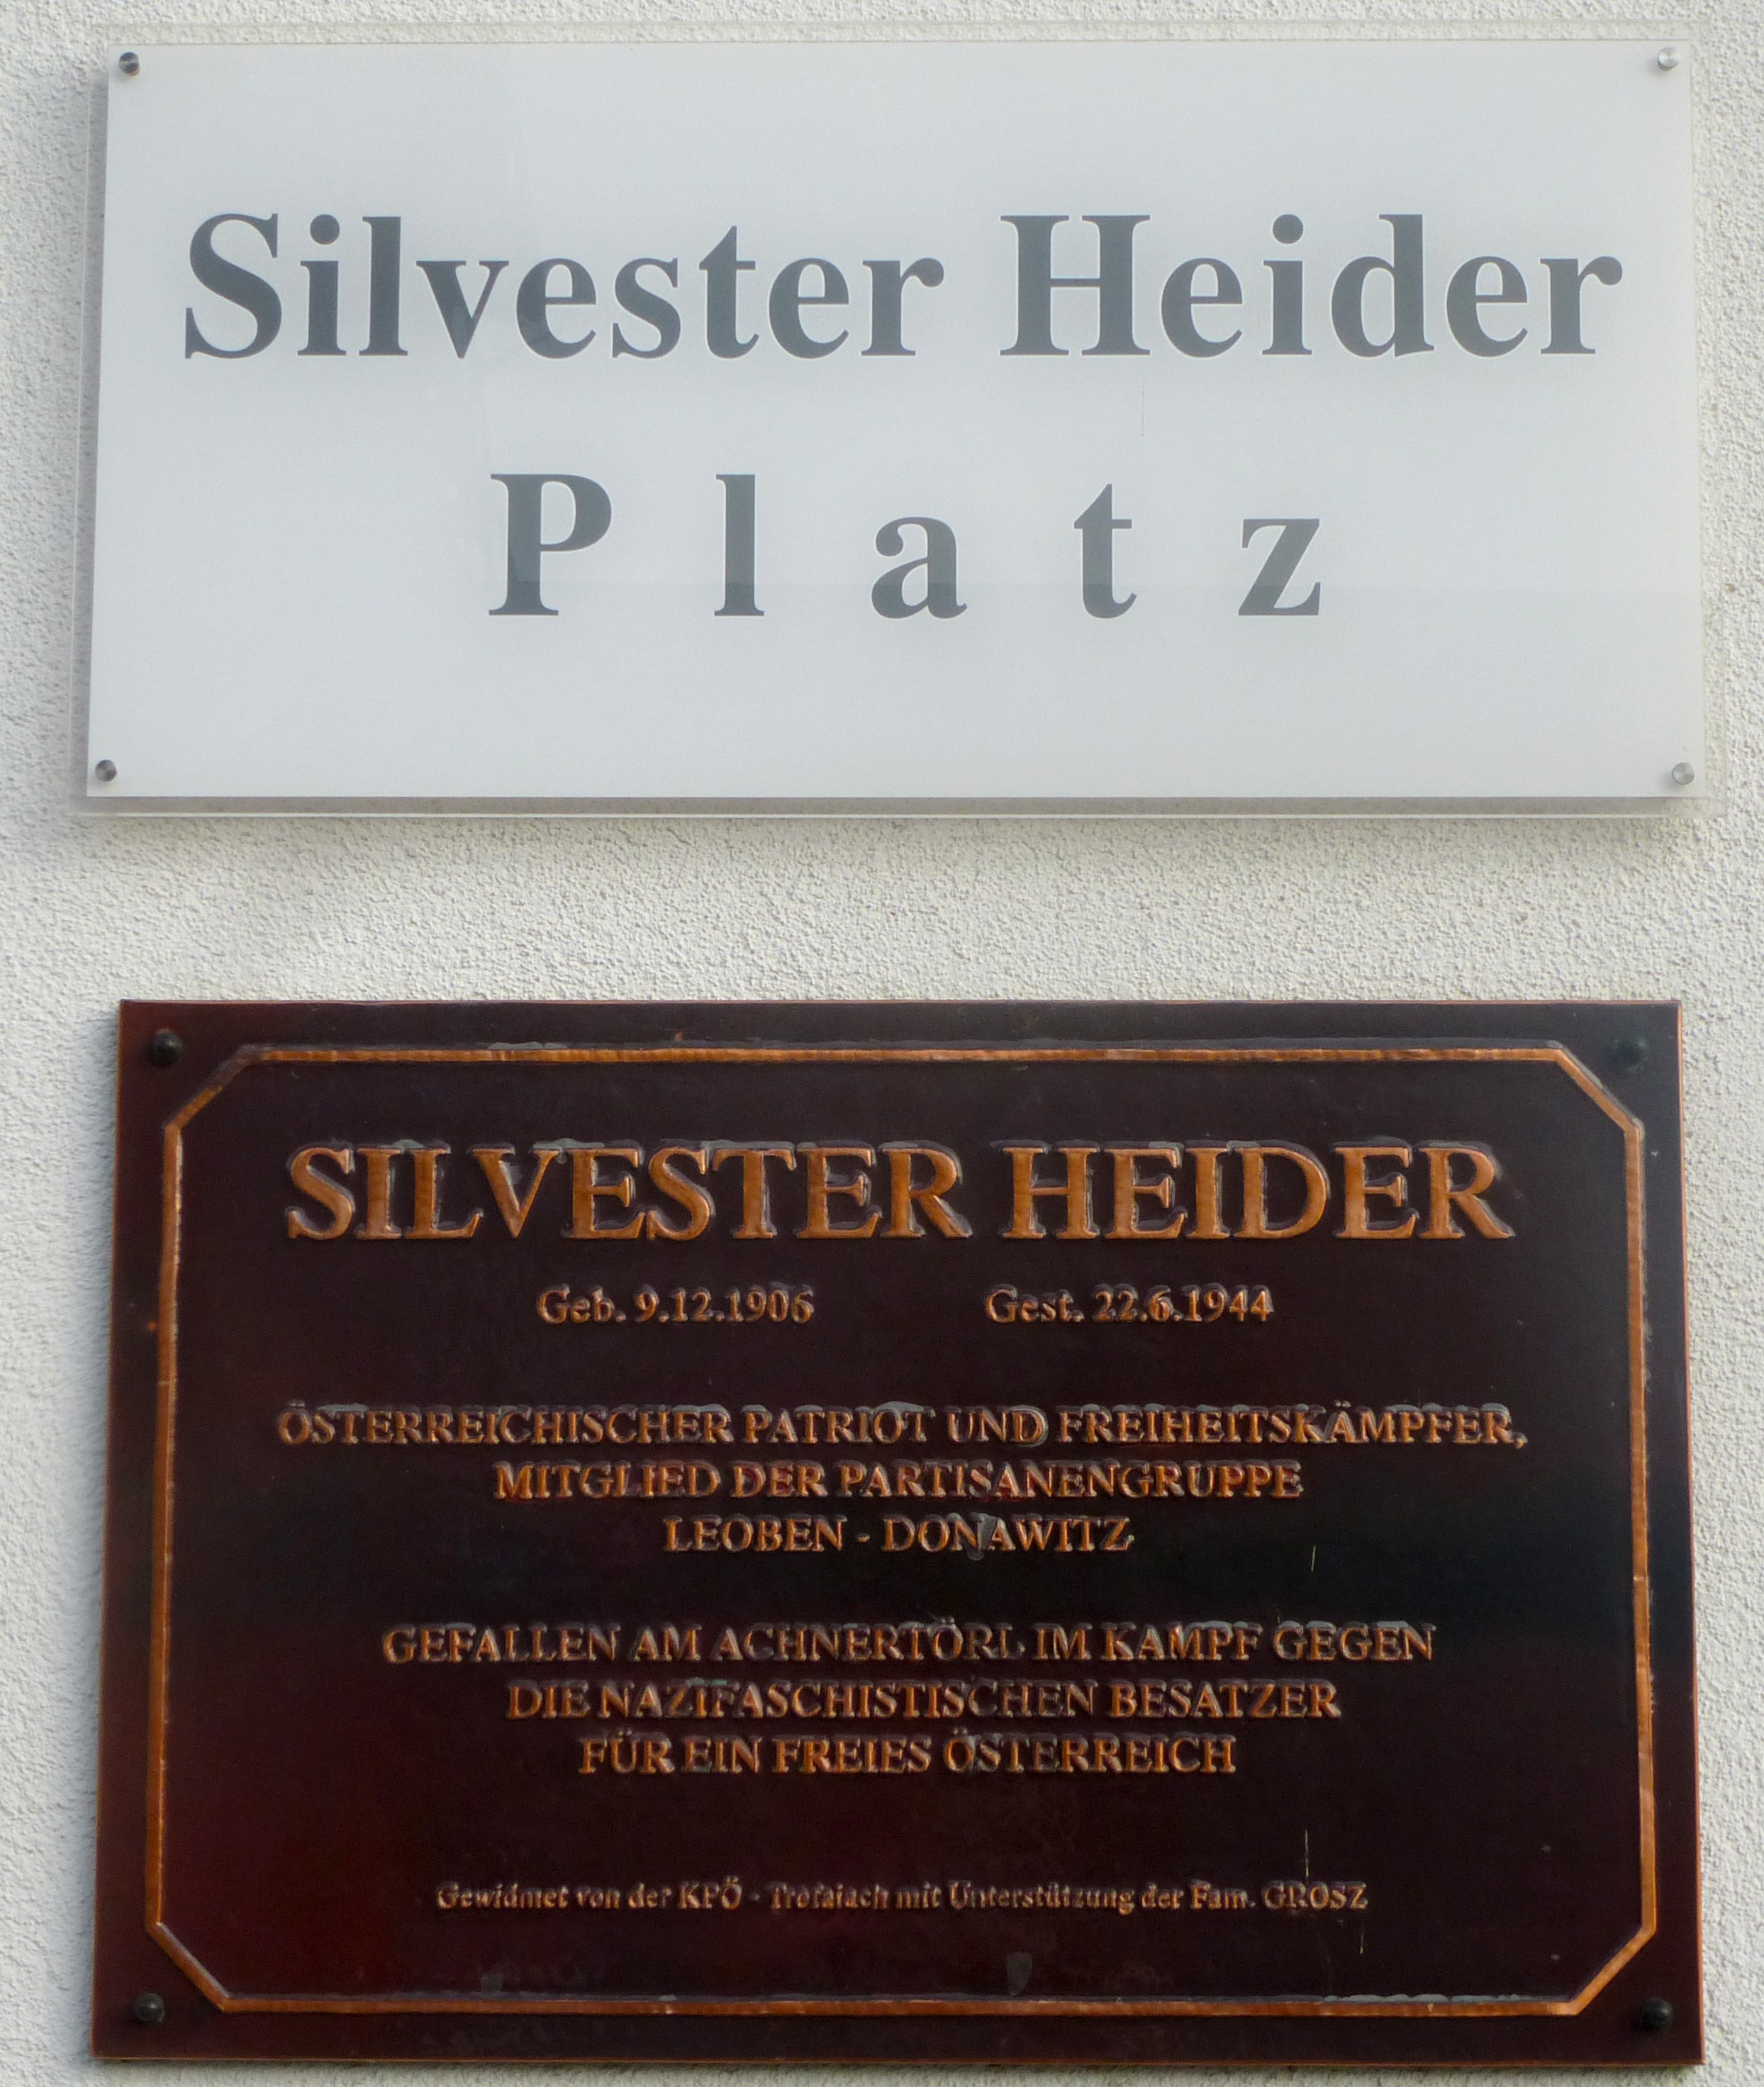 Silvester Heider
Platz
SILVESTER HEIDER
Geb. 9.12.1906 Gest. 22.6.1944
ÖSTERREICHISCHER PATRIOT UND FREIHEITSKÄMPFER,
MITGLIED DER PARTISANENGRUPPE
LEOBEN - DONAWITZ
GEFALLEN AM ACHNERTÖRL IM KAMPF GEGEN
DIE NAZIFASCHISTISCHEN BESATZER
FÜR EIN FREIES ÖSTERREICH
Gewidmet von der KPÖ - Trofaiach mit Unterstützung der Fam. GROSZ